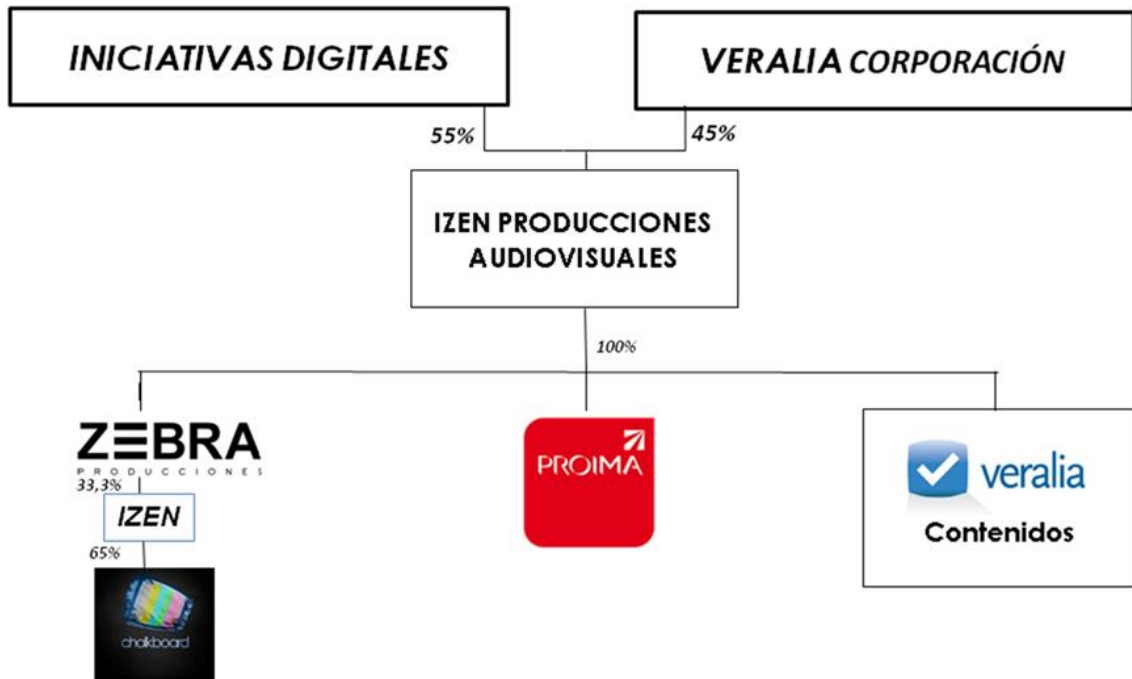 INICIATIVAS DIGITALES
VERALIA CORPORACIÓN
55%
45%
IZEN PRODUCCIONES
AUDIOVISUALES
100%
ZEBRA
PRODUCCIONES
33,3%
IZEN
65%
chalkboard
PROIMA
veralia
Contenidos